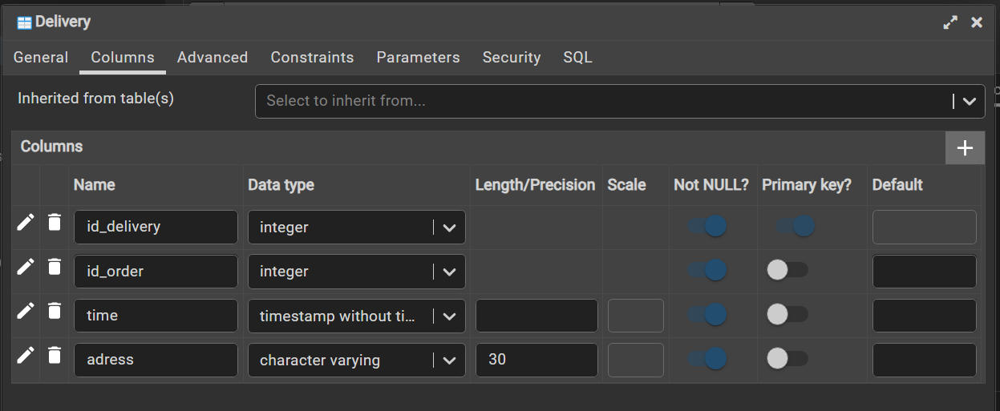 Delivery
General Columns Advanced Constraints Parameters Security SQL
Inherited from table(s) Select to inherit from...
Columns
Name Data type Length/Precision Scale Not NULL? Primary key? Default
id_delivery integer
id_order integer
time timestamp without ti...
adress character varying 30